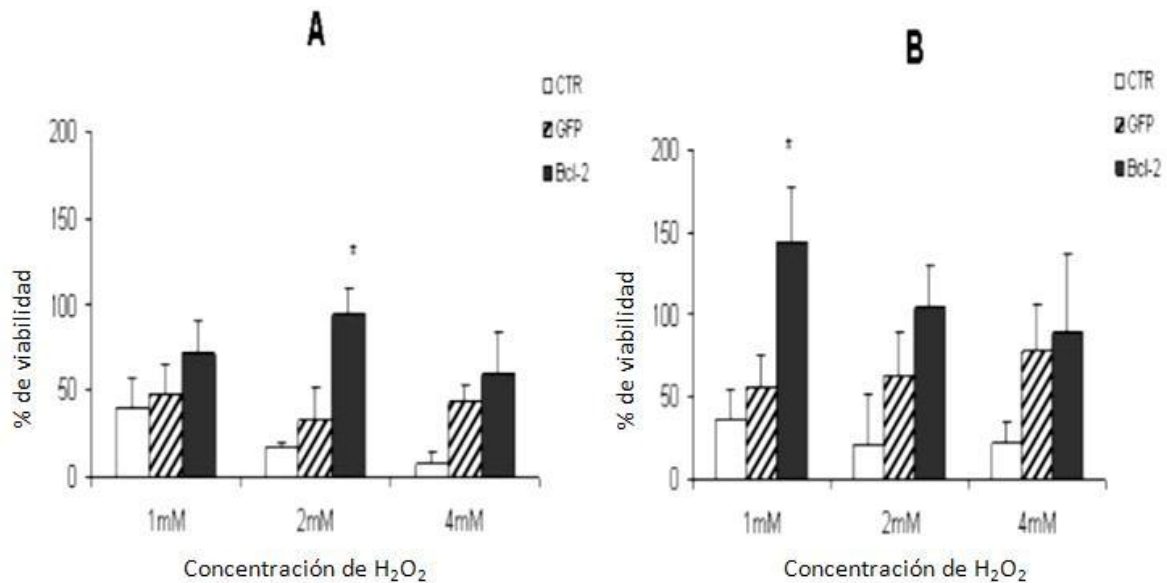 A
CTR
GFP
Bcl-2
200
150
100
50
0
*
% de viabilidad
1mM
2mM
4mM
Concentración de H₂O₂
B
CTR
GFP
Bcl-2
200
150
100
50
0
*
% de viabilidad
1mM
2mM
4mM
Concentración de H₂O₂